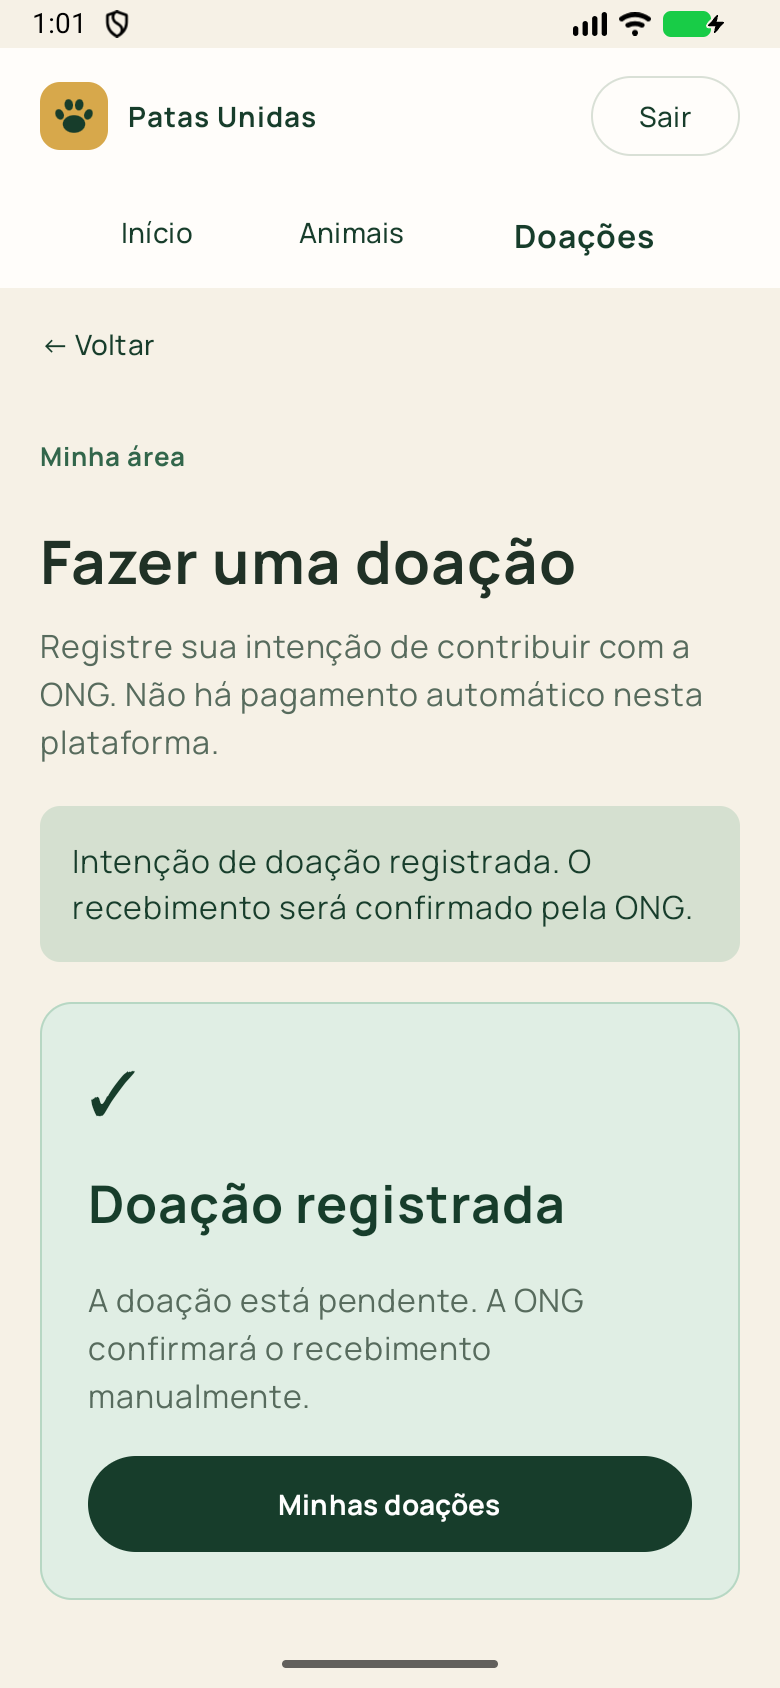 1:01
Patas Unidas
Sair
Início
Animais
Doações
← Voltar
Minha área
Fazer uma doação
Registre sua intenção de contribuir com a
ONG. Não há pagamento automático nesta
plataforma.
Intenção de doação registrada. O
recebimento será confirmado pela ONG.
✓
Doação registrada
A doação está pendente. A ONG
confirmará o recebimento
manualmente.
Minhas doações